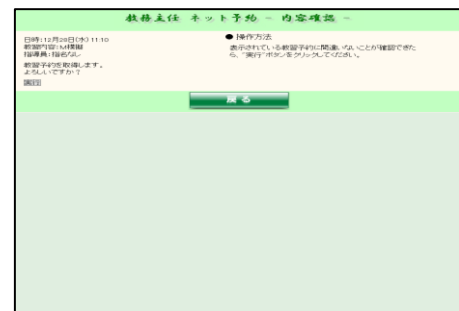 教務主任 ネット予約 - 内容確認 -
日時:12月28日(水) 11:10
教習内容:
指導員:指名なし
教習予約を取得します。
よろしいですか？
実行
● 操作方法
表示されている教習予約に間違いないことが確認できた
ら、"実行"ボタンをクリックしてください。
戻る